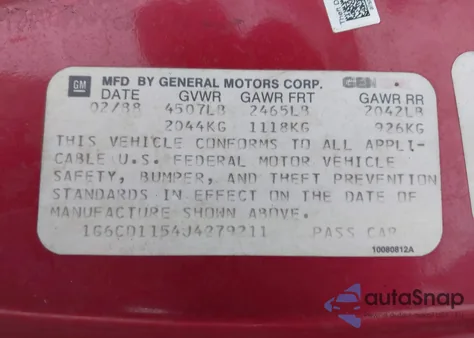 GM MFD BY GENERAL MOTORS CORP. GEN
DATE GVWR GAWR FRT GAWR RR
02/88 4507LB 2465LB 2042LB
2044KG 1118KG 926KG
THIS VEHICLE CONFORMS TO ALL APPLI-
CABLE U.S. FEDERAL MOTOR VEHICLE
SAFETY, BUMPER, AND THEFT PREVENTION
STANDARDS IN EFFECT ON THE DATE OF
MANUFACTURE SHOWN ABOVE.
1G6CD1154J4279211 PASS CAR
10080812A
autoSnap